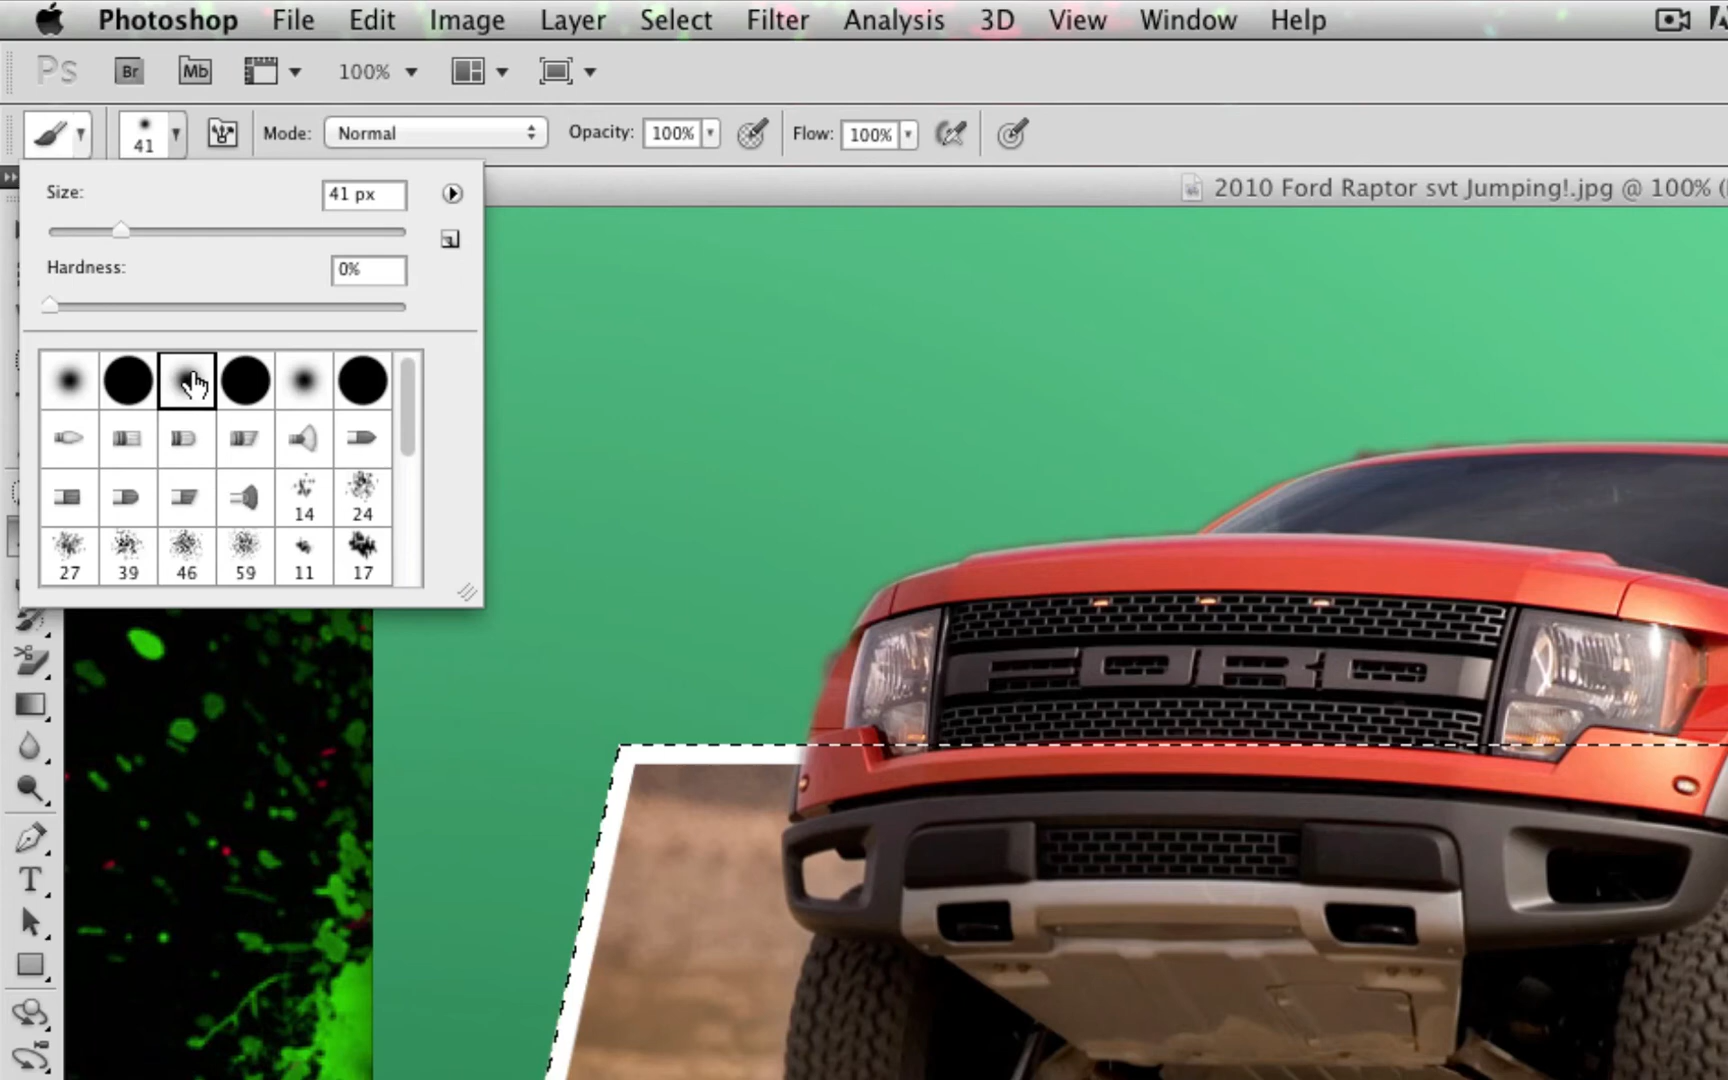 Photoshop File Edit Image Layer Select Filter Analysis 3D View Window Help
Ps Br Mb 100%
41 Mode: Normal Opacity: 100% Flow: 100%
2010 Ford Raptor svt Jumping!.jpg @ 100% (
Size: 41 px
Hardness: 0%
14 24
27 39 46 59 11 17
FORD
T